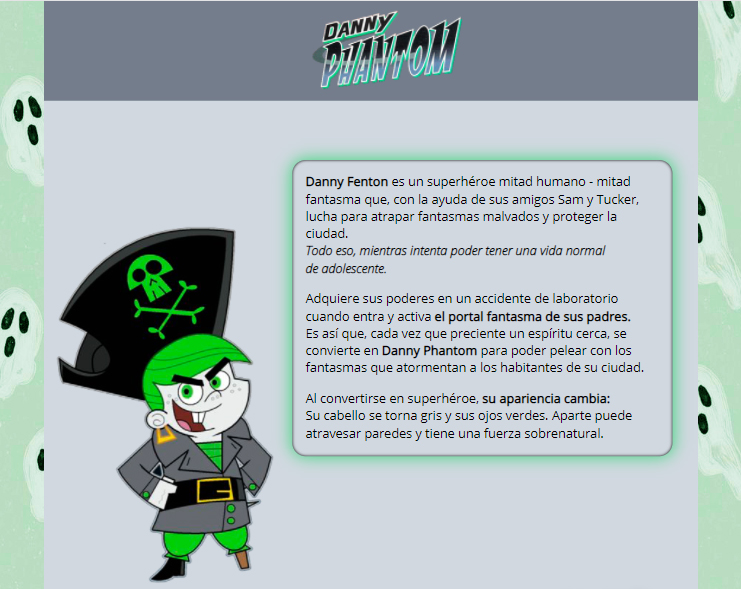 DANNY
PHANTOM
Danny Fenton es un superhéroe mitad humano - mitad
fantasma que, con la ayuda de sus amigos Sam y Tucker,
lucha para atrapar fantasmas malvados y proteger la
ciudad.
Todo eso, mientras intenta poder tener una vida normal
de adolescente.
Adquiere sus poderes en un accidente de laboratorio
cuando entra y activa el portal fantasma de sus padres.
Es así que, cada vez que preciente un espíritu cerca, se
convierte en Danny Phantom para poder pelear con los
fantasmas que atormentan a los habitantes de su ciudad.
Al convertirse en superhéroe, su apariencia cambia:
Su cabello se torna gris y sus ojos verdes. Aparte puede
atravesar paredes y tiene una fuerza sobrenatural.